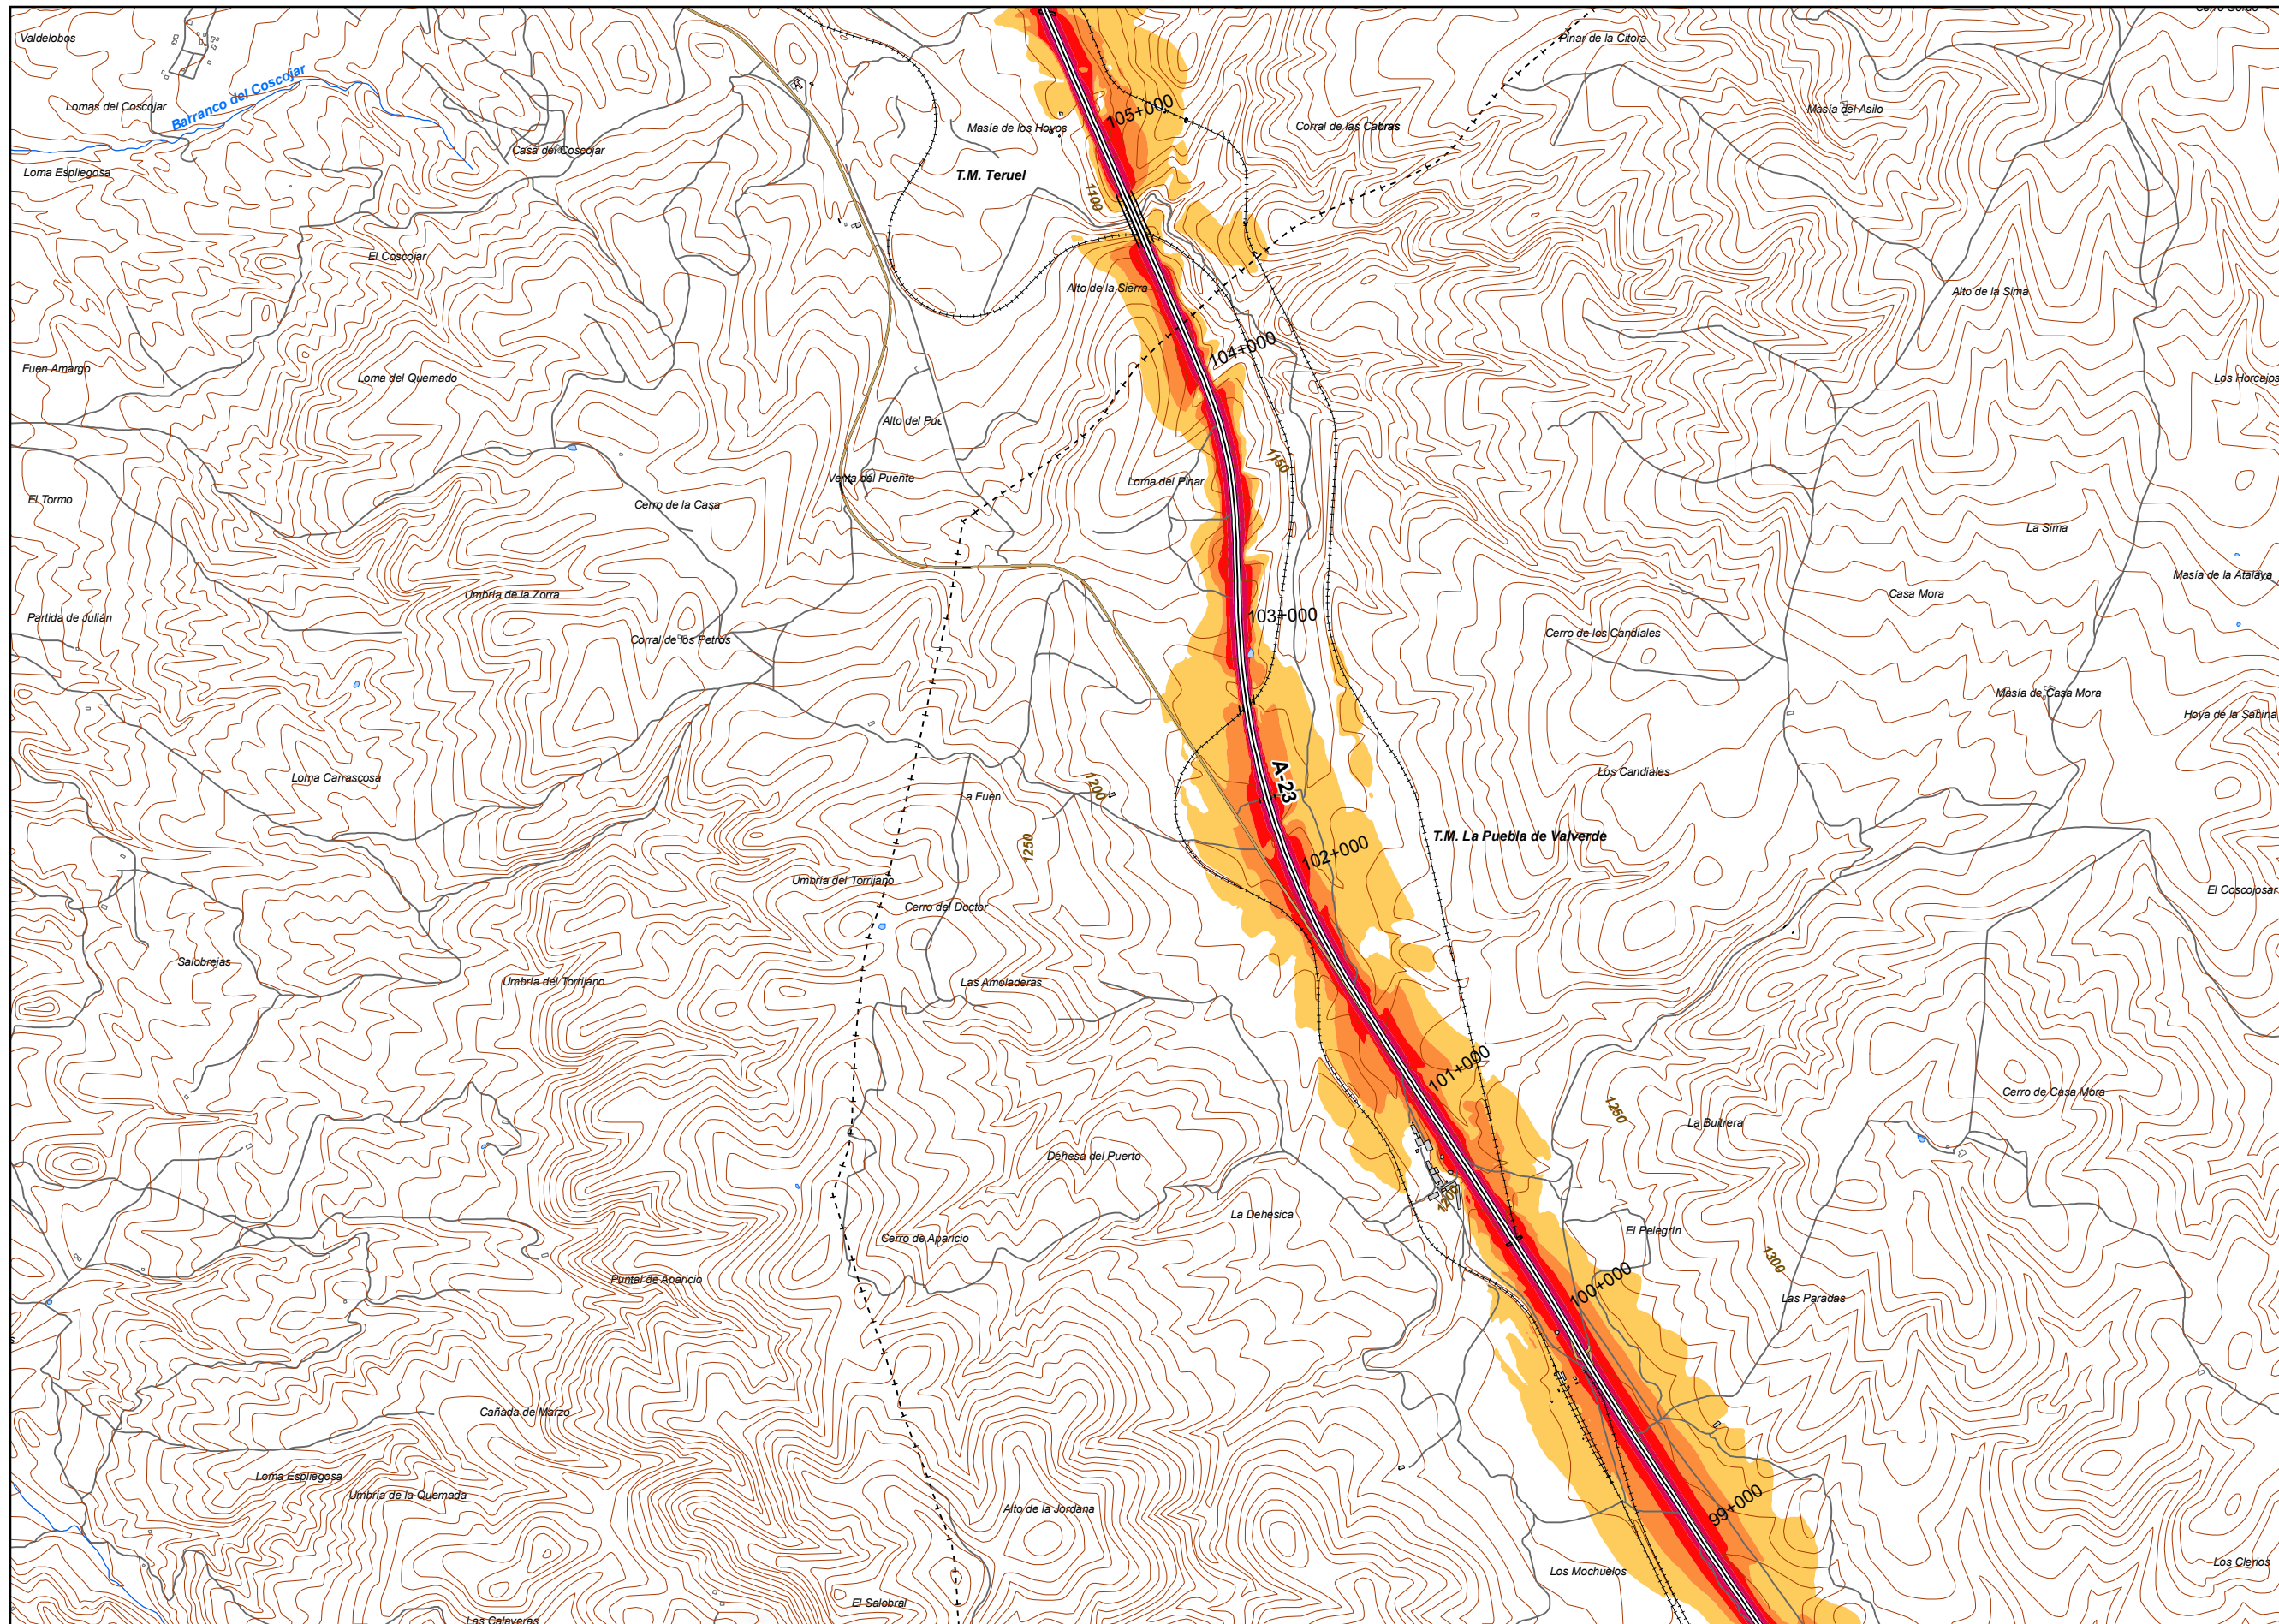 Cerro Gordo
Valdelobos
Pinar de la Citora
Barranco del Coscojar
Lomas del Coscojar
105+000
Masía del Asilo
Masía de los Hoyos
Corral de las Cabras
Casa del Coscojar
Loma Espliegosa
T.M. Teruel
1100
El Coscojar
Alto de la Sierra
Alto de la Sima
104+000
Fuen Amargo
Loma del Quemado
Los Horcajos
Alto del Pue
1150
Venta del Puente
Loma del Pinar
El Tormo
Cerro de la Casa
La Sima
Masía de la Atalaya
Umbría de la Zorra
Casa Mora
Partida de Julián
103+000
Corral de los Petros
Cerro de los Candiales
Masía de Casa Mora
Hoya de la Sabina
Loma Carrascosa
1200
A-23
Los Candiales
La Fuen
1250
T.M. La Puebla de Valverde
102+000
Umbría del Torrijano
El Coscojosar
Cerro del Doctor
Salobrejas
Umbría del Torrijano
Las Amoladeras
101+000
Cerro de Casa Mora
1250
La Buitrera
Dehesa del Puerto
1200
La Dehesica
El Pelegrín
Cerro de Aparicio
1300
Puntal de Aparicio
100+000
Las Paradas
s
Cañada de Marzo
Loma Espliegosa
Umbría de la Quemada
Alto de la Jordana
99+000
Los Clerios
Los Mochuelos
El Salobral
Las Calaveras